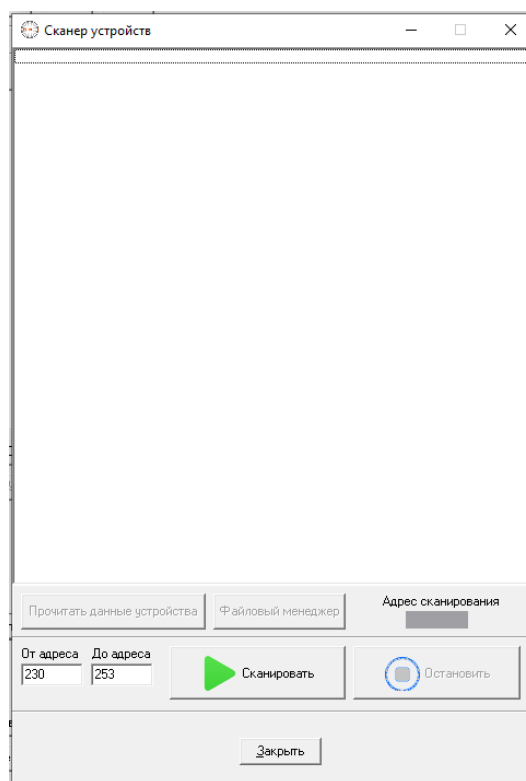 Сканер устройств
Прочитать данные устройства
Файловый менеджер
Адрес сканирования
От адреса
До адреса
230
253
Сканировать
Остановить
Закрыть